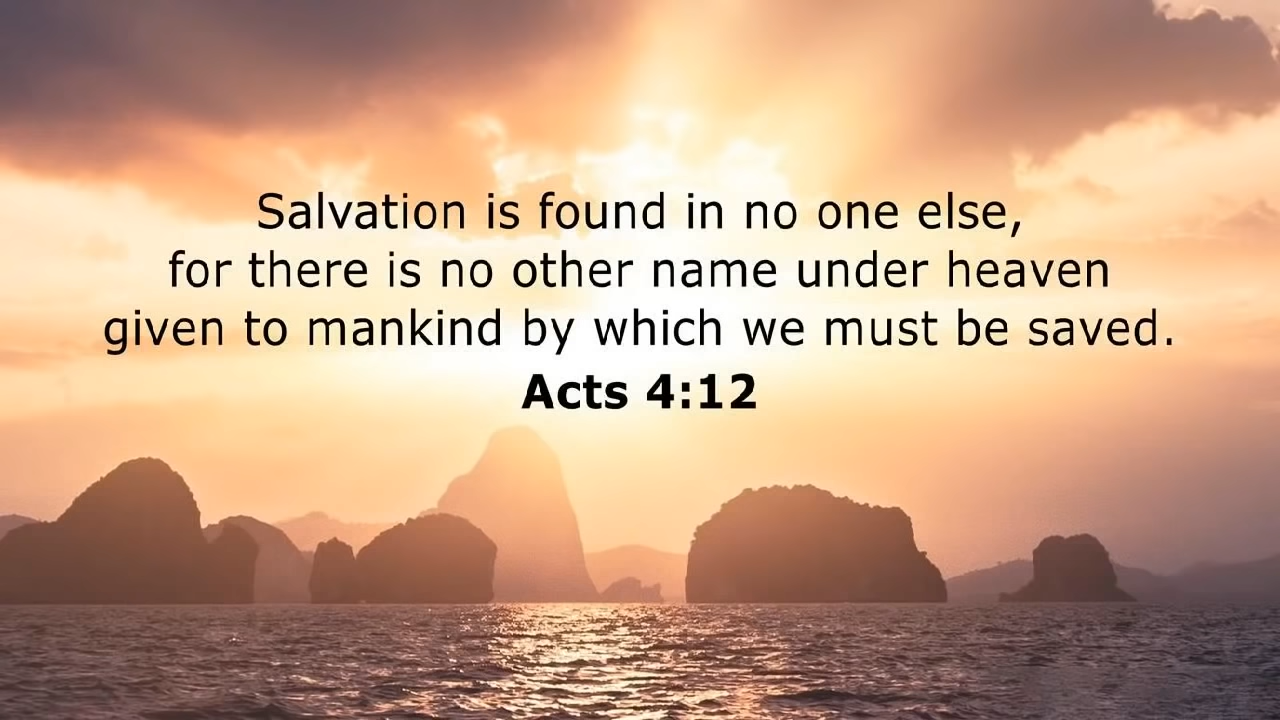 Salvation is found in no one else,
for there is no other name under heaven
given to mankind by which we must be saved.
Acts 4:12